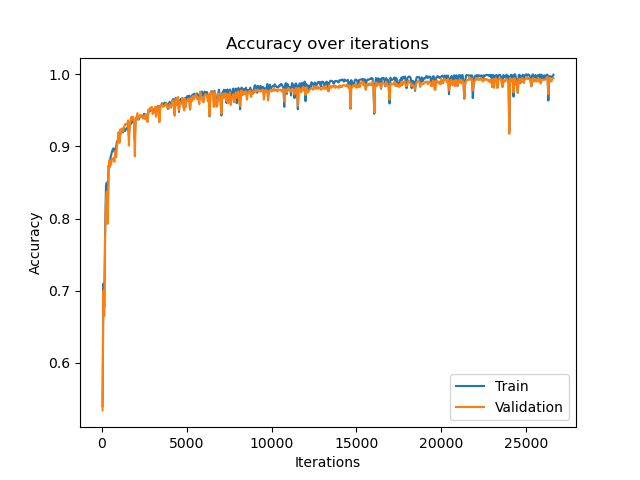 Accuracy over iterations
1.0
0.9
0.8
0.7
0.6
Accuracy
0
5000
10000
15000
20000
25000
Iterations
Train
Validation